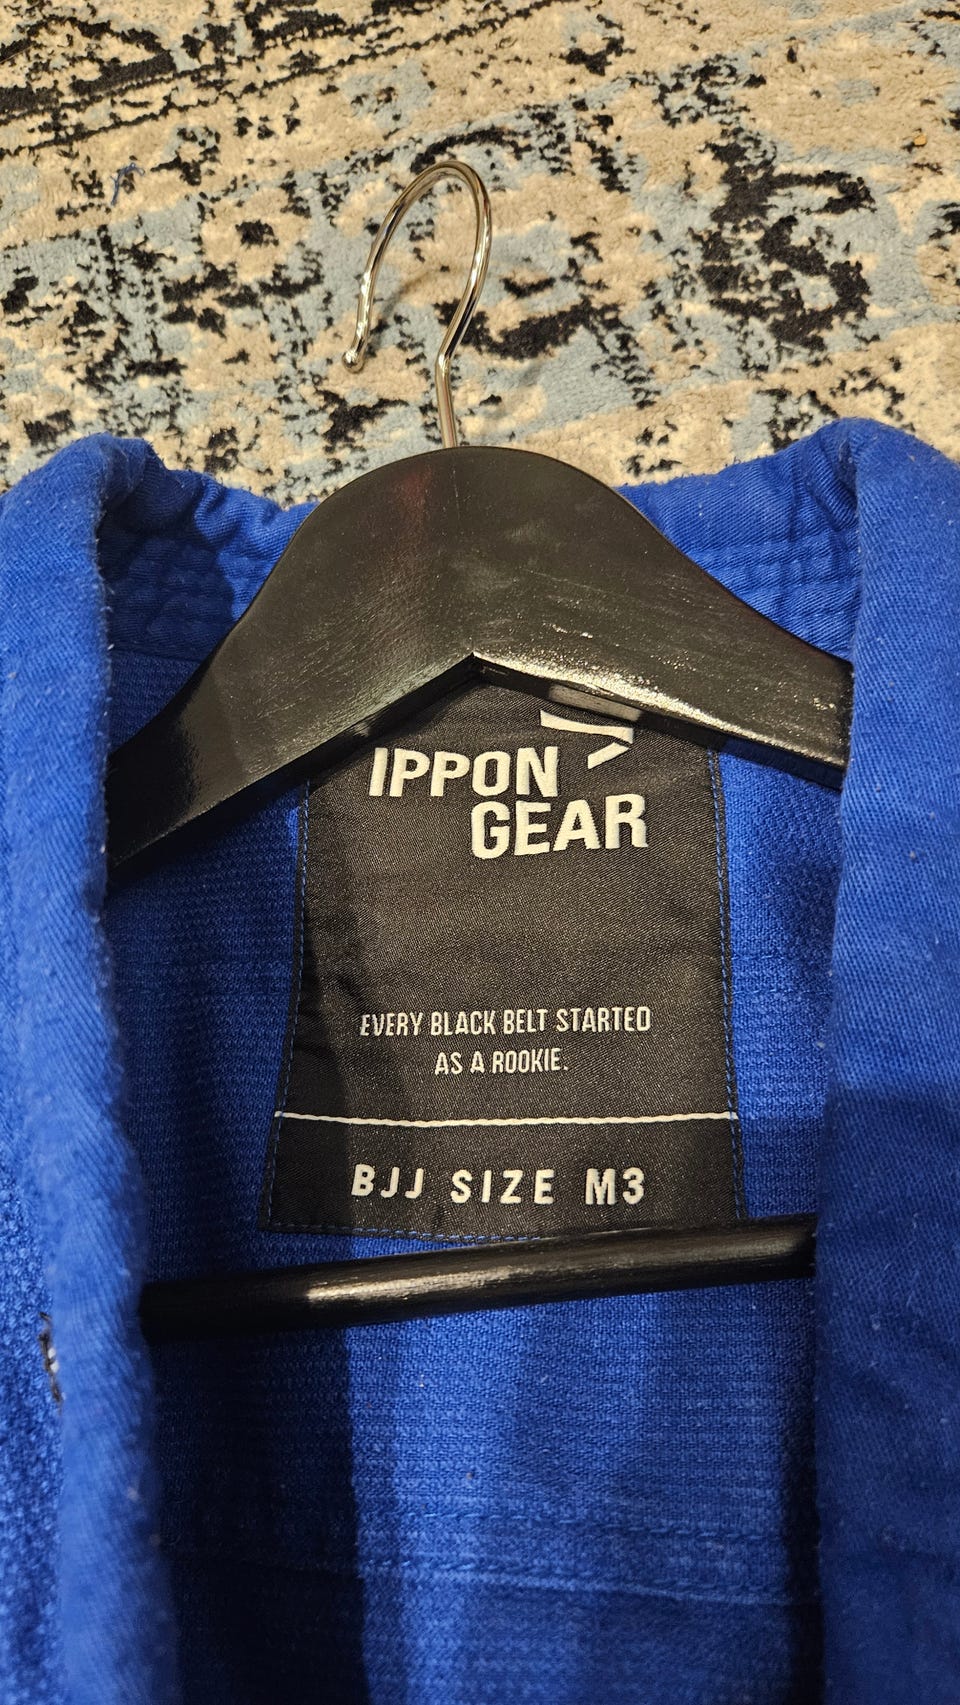 IPPON
GEAR
EVERY BLACK BELT STARTED
AS A ROOKIE.
BJJ SIZE M3